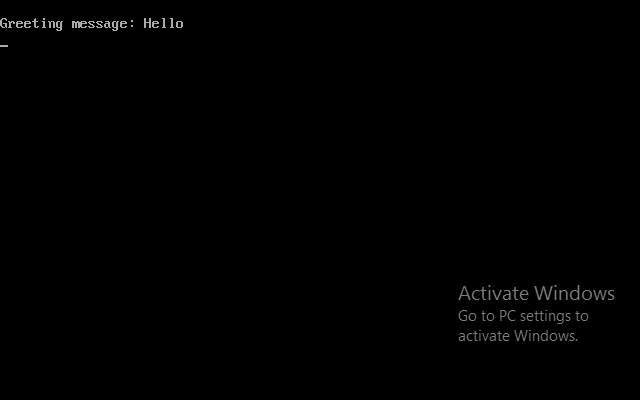 Greeting message: Hello
Activate Windows
Go to PC settings to
activate Windows.